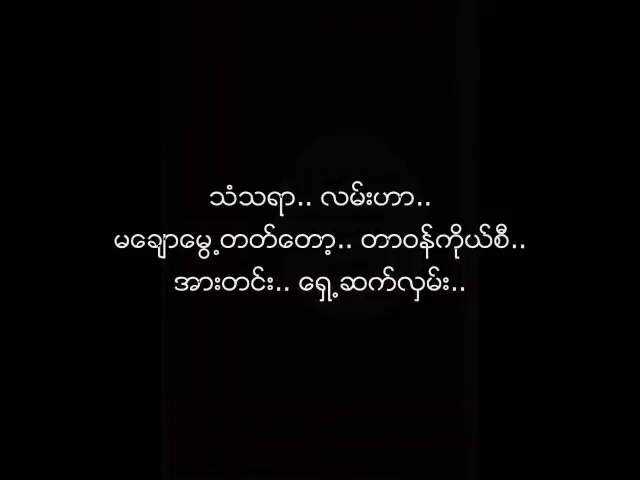 သံသရာ.. လမ်းဟာ..
မချောမွေ့တတ်တော့.. တာဝန်ကိုယ်စီ..
အားတင်း.. ရှေ့ဆက်လှမ်း..